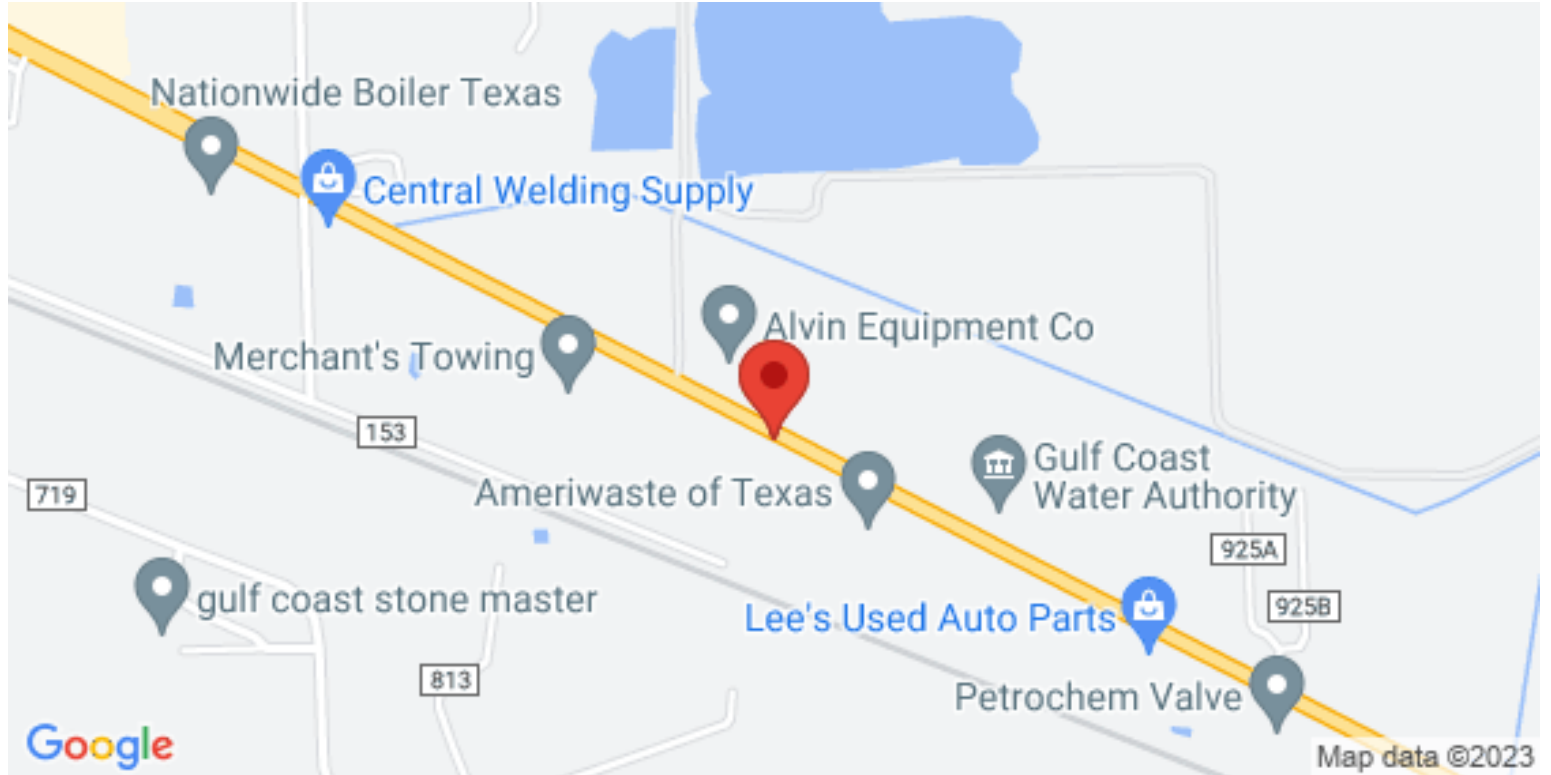 Nationwide Boiler Texas
Central Welding Supply
Alvin Equipment Co
Merchant's Towing
153
Gulf Coast
Water Authority
Ameriwaste of Texas
719
925A
gulf coast stone master
925B
Lee's Used Auto Parts
813
Petrochem Valve
Google
Map data ©2023